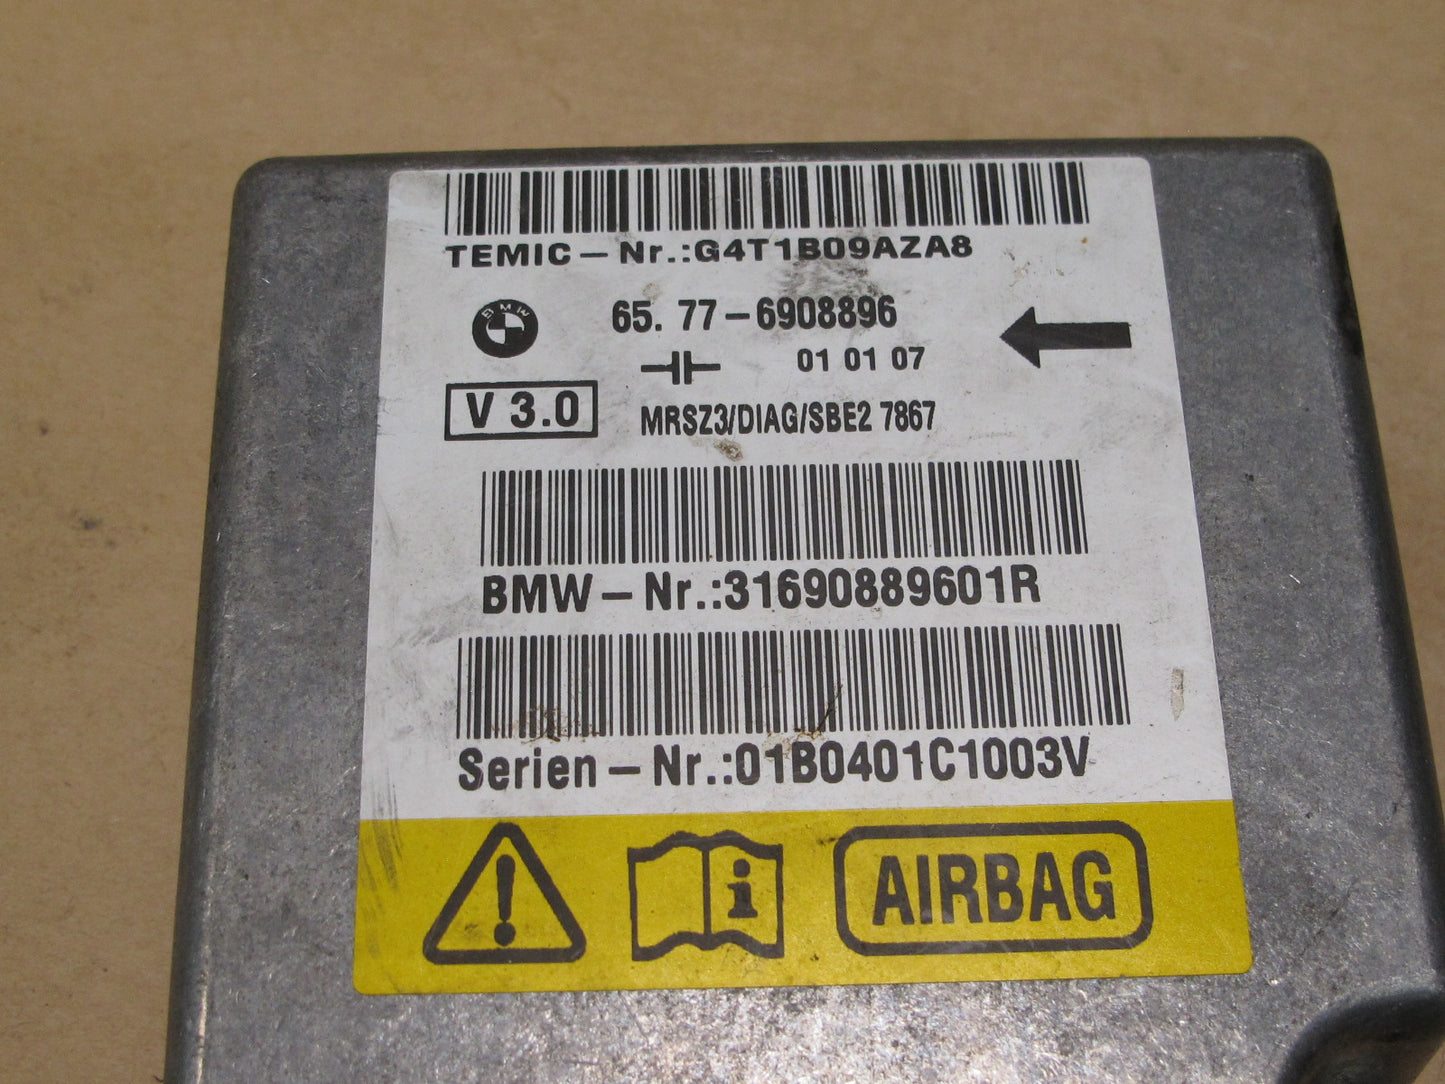 TEMIC-Nr.:G4T1B09AZA8
BMW
65. 77-6908896
01 01 07
V 3.0
MRSZ3/DIAG/SBE2 7867
BMW-Nr.:31690889601R
Serien-Nr.:01B0401C1003V
i
AIRBAG